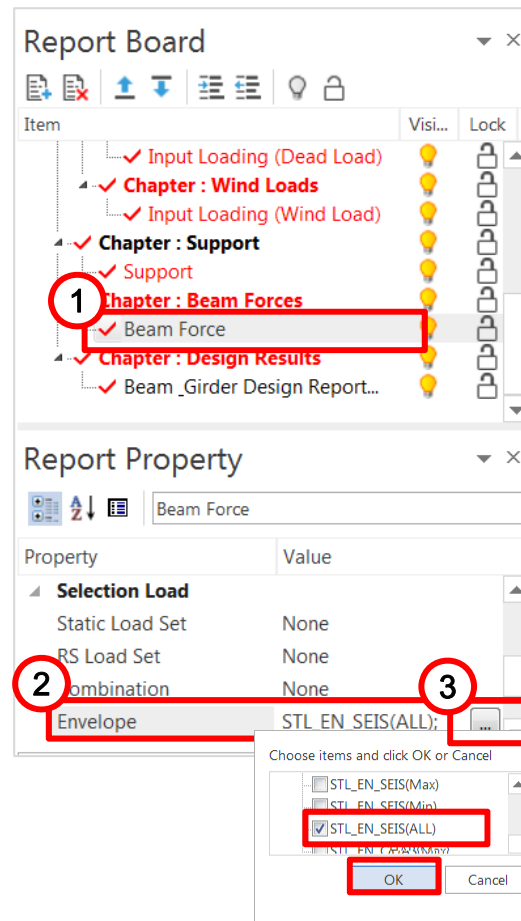 Report Board
Item Visi... Lock
Input Loading (Dead Load)
Chapter : Wind Loads
Input Loading (Wind Load)
Chapter : Support
Support
1
Chapter : Beam Forces
Beam Force
Chapter : Design Results
Beam _Girder Design Report...
Report Property
Beam Force
Property Value
Selection Load
Static Load Set None
RS Load Set None
2 3
Combination None
Envelope STL_EN_SEIS(ALL); ...
Choose items and click OK or Cancel
STL_EN_SEIS(Max)
STL_EN_SEIS(Min)
STL_EN_SEIS(ALL)
OK Cancel